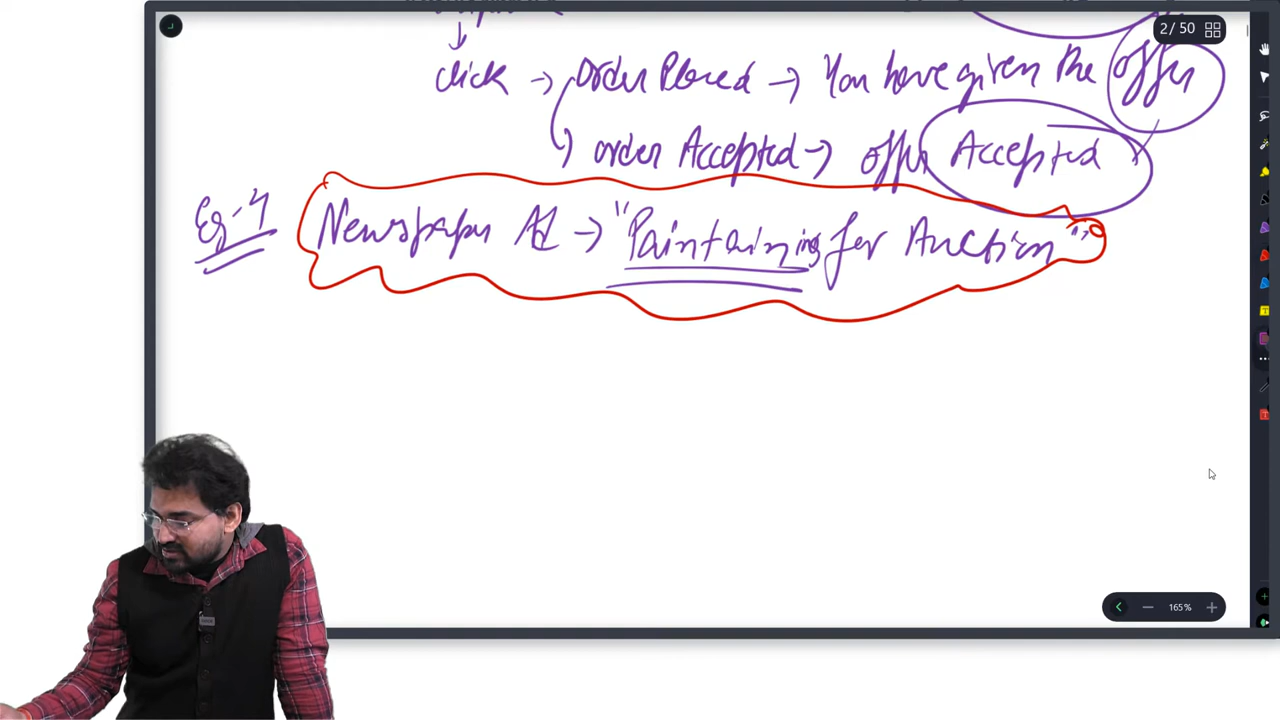 2/ 50
click → order Placed → You have given the offer
order Accepted → offer Accepted
Eg-4 Newspaper Ad → "Paintaining for Auction"
165%